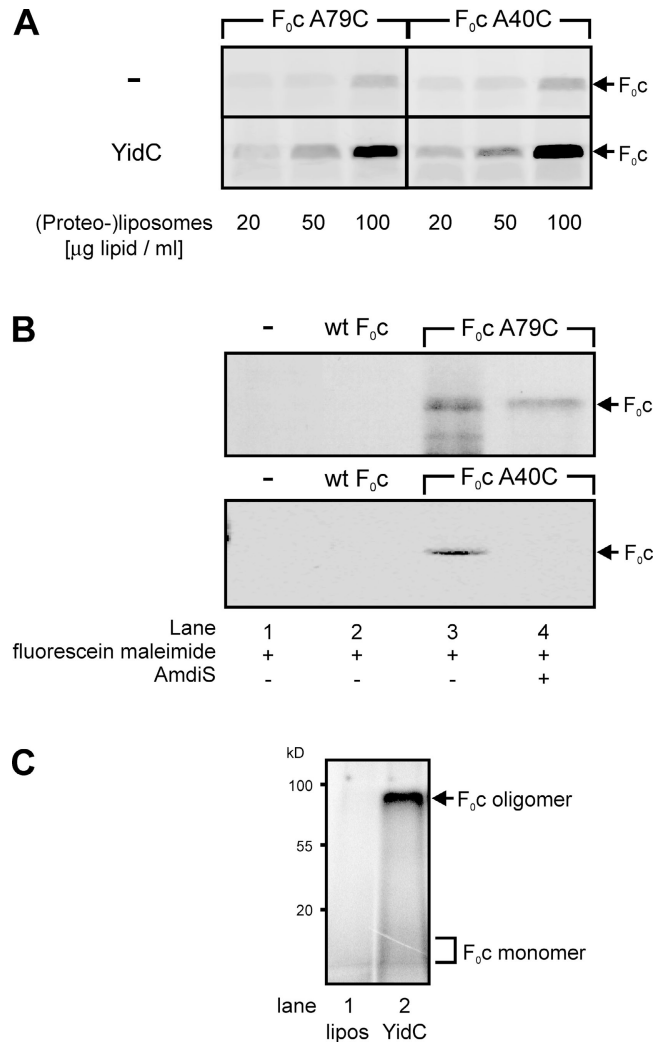 A
F₀c A79C F₀c A40C
- F₀c
YidC F₀c
(Proteo-)liposomes 20 50 100 20 50 100
[µg lipid / ml]
B
- wt F₀c F₀c A79C
F₀c
- wt F₀c F₀c A40C
F₀c
Lane 1 2 3 4
fluorescein maleimide + + + +
AmdiS - - - +
C
kD
100 F₀c oligomer
55
20
F₀c monomer
lane 1 2
lipos YidC